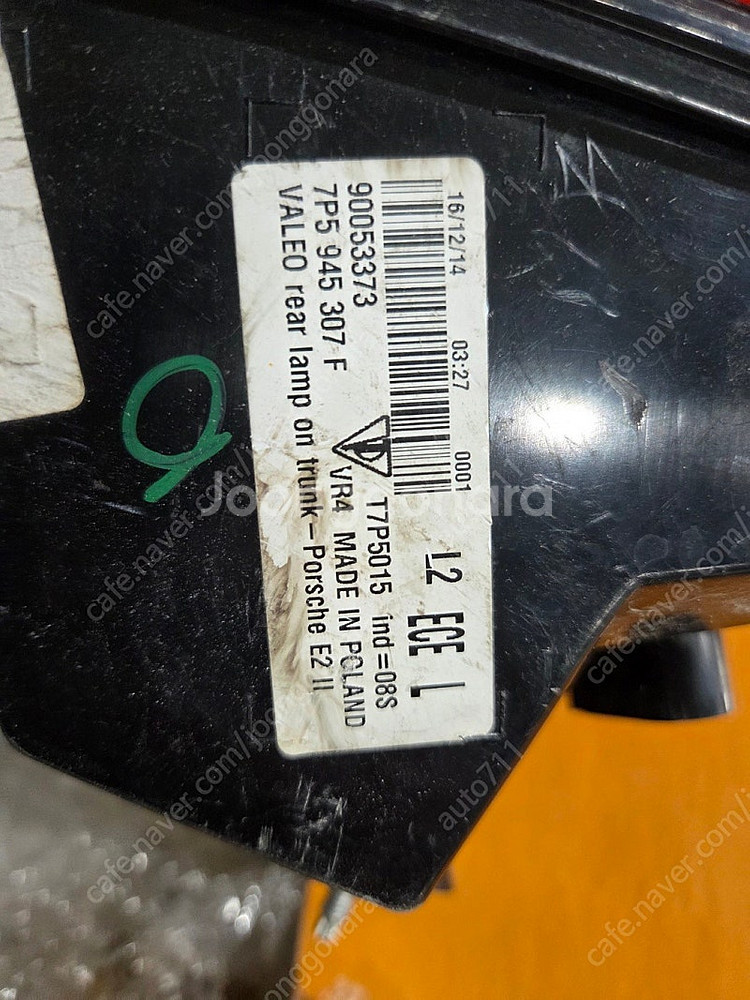 16/12/14 03:27 0001
L2 ECE L
90053373 T7P5015 ind=08S
7P5 945 307 F VR4 MADE IN POLAND
VALEO rear lamp on trunk-Porsche E2 II
Joonggonara
cafe.naver.com/joonggonara
auto711